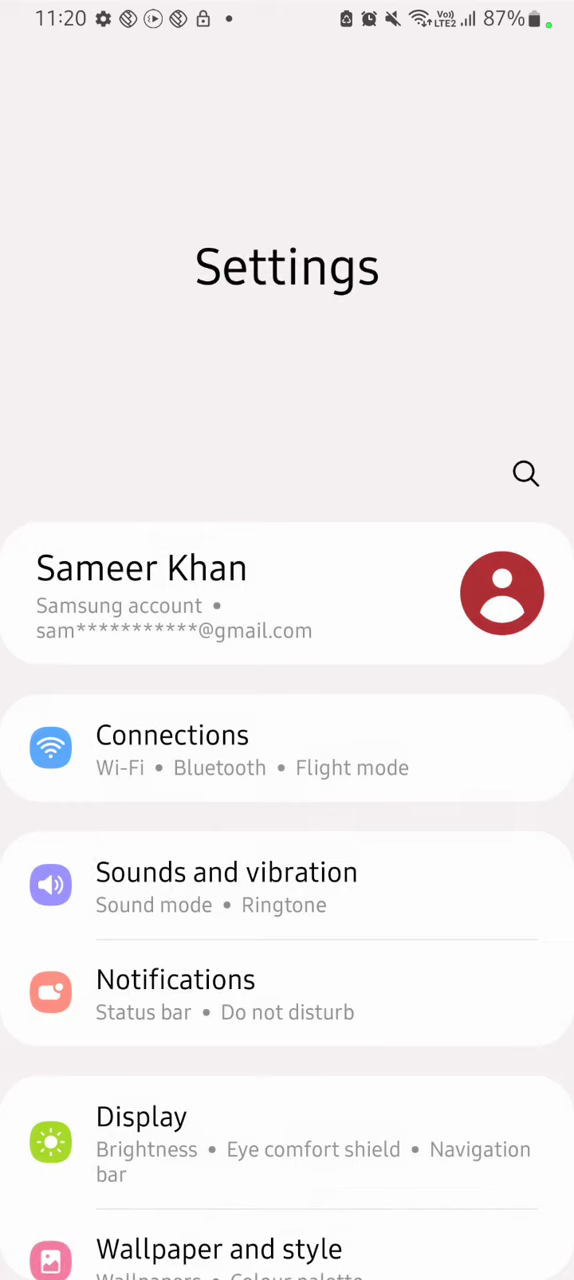 11:20 Vo)) LTE2 87%
Settings
Sameer Khan
Samsung account •
sam***********@gmail.com
Connections
Wi-Fi • Bluetooth • Flight mode
Sounds and vibration
Sound mode • Ringtone
Notifications
Status bar • Do not disturb
Display
Brightness • Eye comfort shield • Navigation
bar
Wallpaper and style
Wallpapers • Colour palette